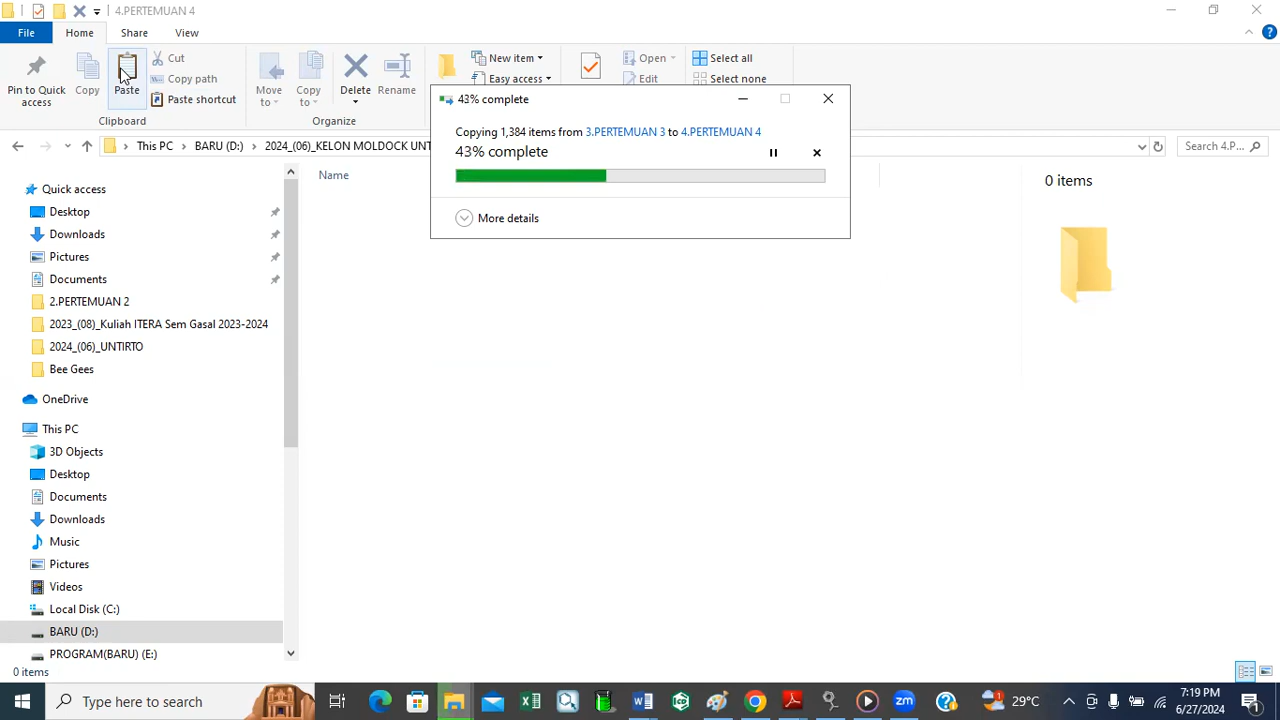 4.PERTEMUAN 4
File
Home
Share
View
Pin to Quick access
Copy
Paste
Cut
Copy path
Paste shortcut
Clipboard
Move to
Copy to
Delete
Rename
Organize
New item
Easy access
Open
Edit
Select all
Select none
43% complete
Copying 1,384 items from 3.PERTEMUAN 3 to 4.PERTEMUAN 4
43% complete
More details
This PC
BARU (D:)
2024_(06)_KELON MOLDOCK UNT
Search 4.P...
Name
0 items
Quick access
Desktop
Downloads
Pictures
Documents
2.PERTEMUAN 2
2023_(08)_Kuliah ITERA Sem Gasal 2023-2024
2024_(06)_UNTIRTO
Bee Gees
OneDrive
This PC
3D Objects
Desktop
Documents
Downloads
Music
Pictures
Videos
Local Disk (C:)
BARU (D:)
PROGRAM(BARU) (E:)
0 items
Type here to search
29°C
7:19 PM
6/27/2024